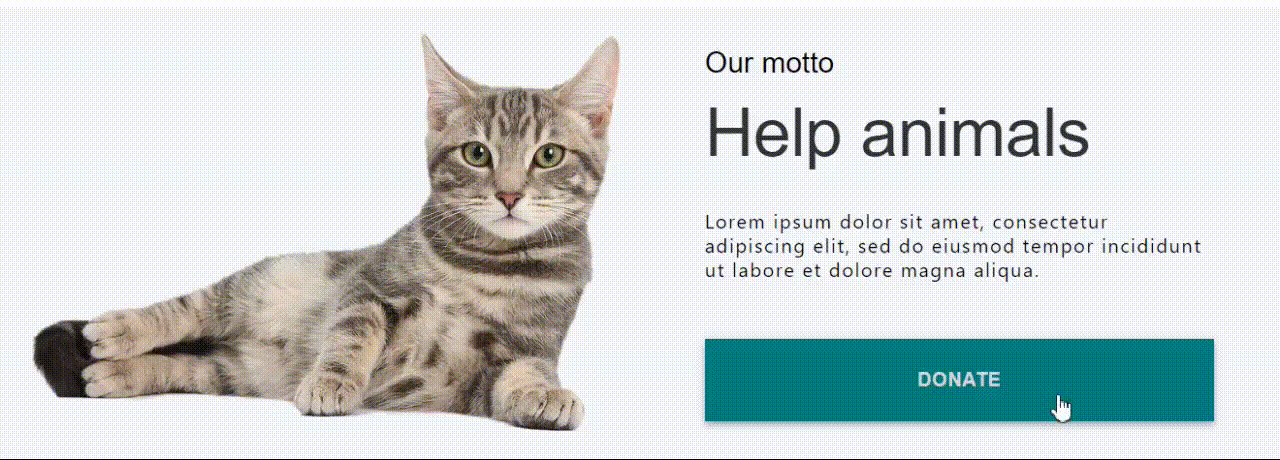 Our motto
Help animals
Lorem ipsum dolor sit amet, consectetur
adipiscing elit, sed do eiusmod tempor incididunt
ut labore et dolore magna aliqua.
DONATE